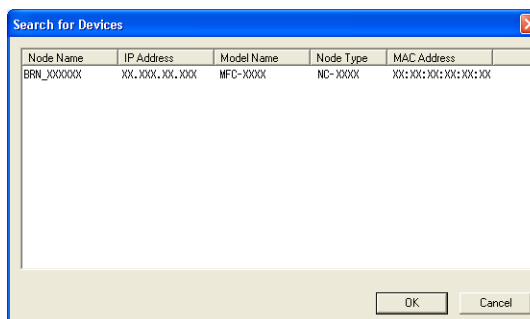 Search for Devices
Node Name IP Address Model Name Node Type MAC Address
BRN_XXXXXX XX.XXX.XX.XXX MFC-XXXX NC-XXXX XX:XX:XX:XX:XX:XX
OK Cancel